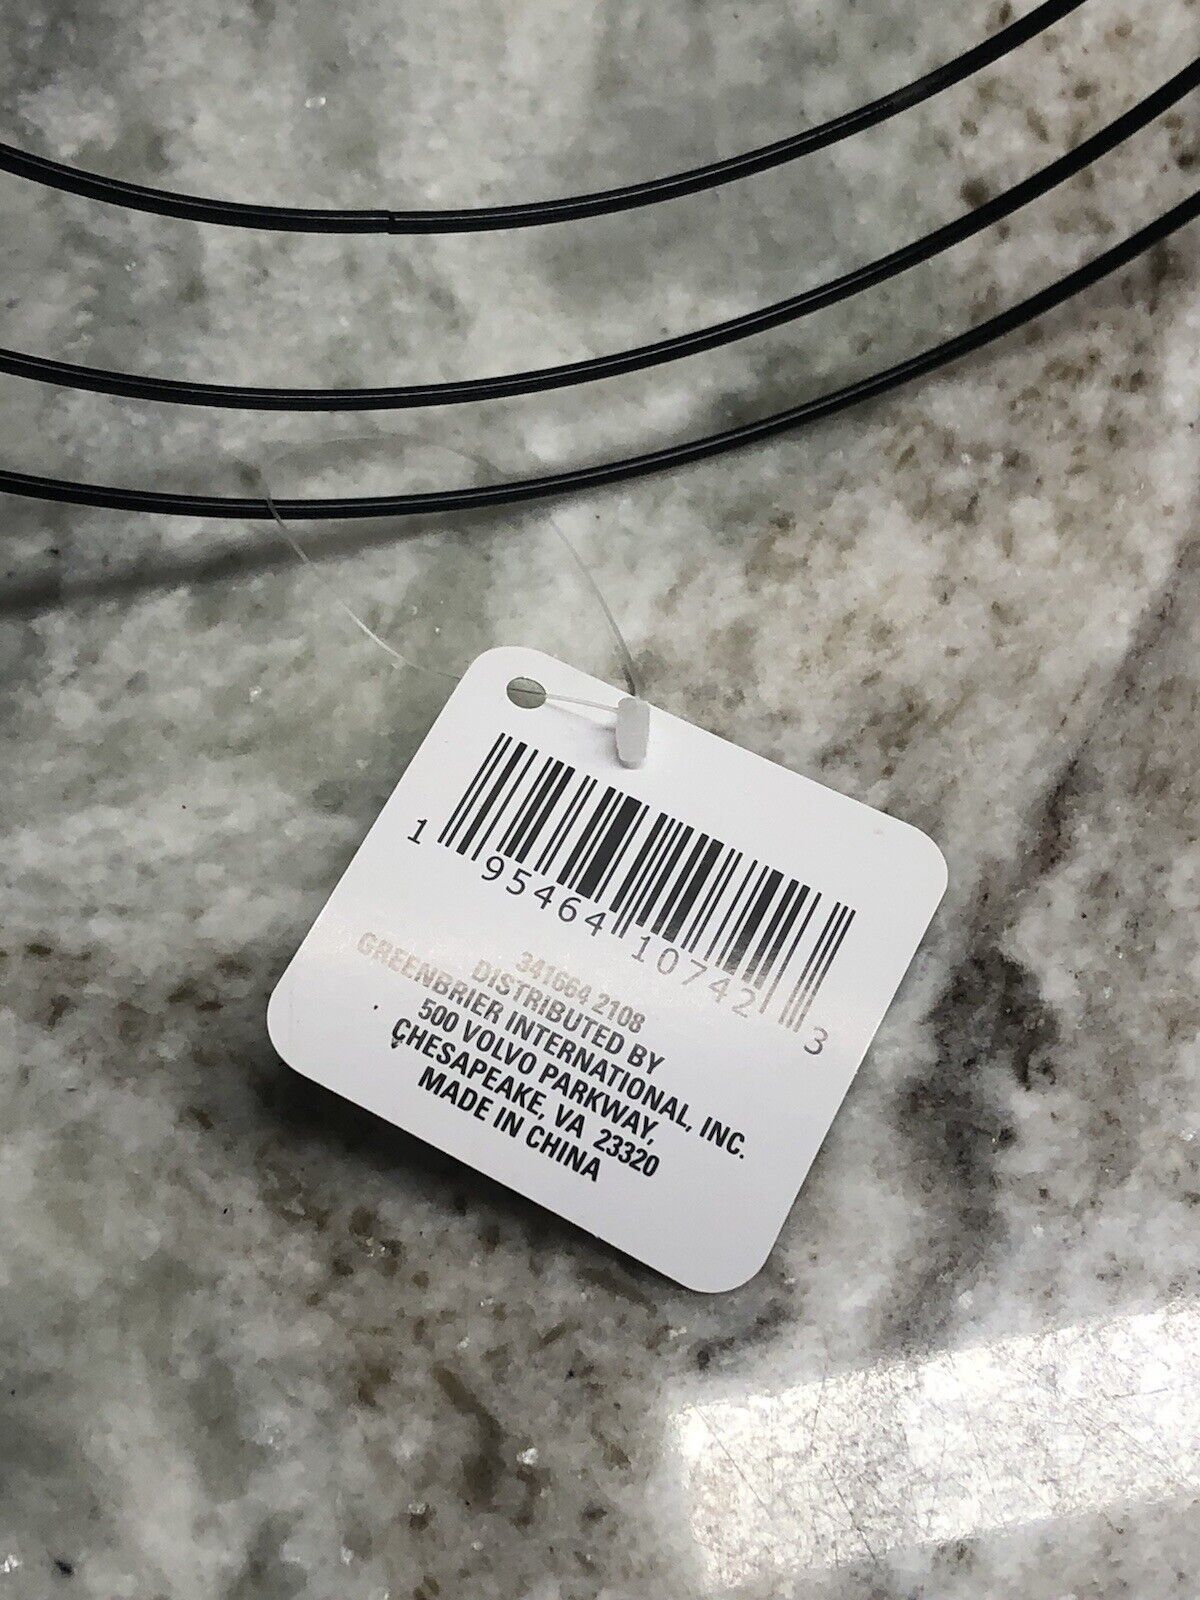 1 95464 10742 3
341664 2108
DISTRIBUTED BY
GREENBRIER INTERNATIONAL, INC.
500 VOLVO PARKWAY,
CHESAPEAKE, VA 23320
MADE IN CHINA